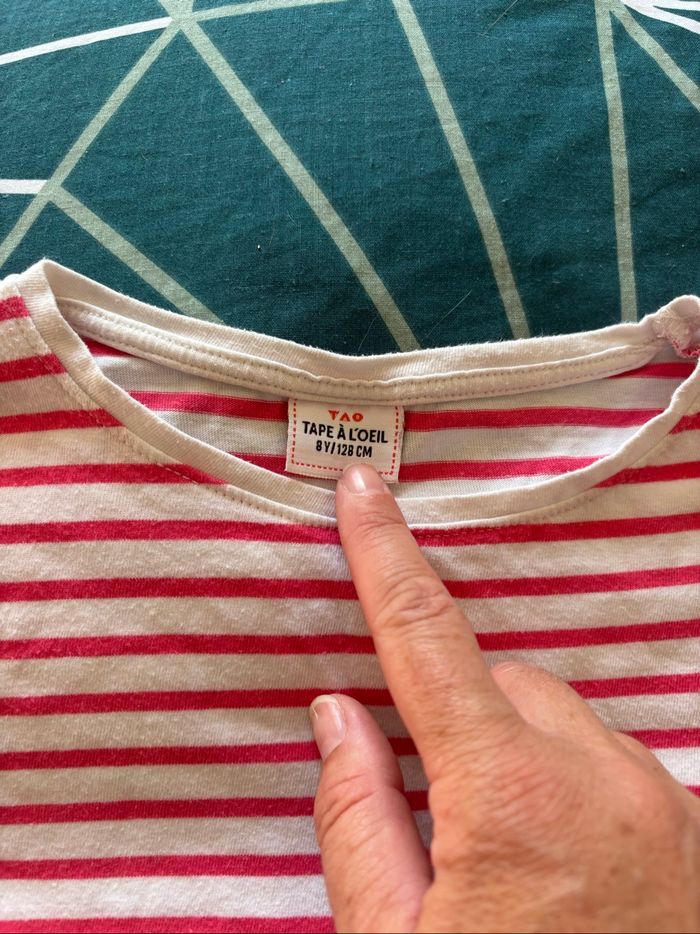 TAO
TAPE À L'OEIL
8Y/128 CM